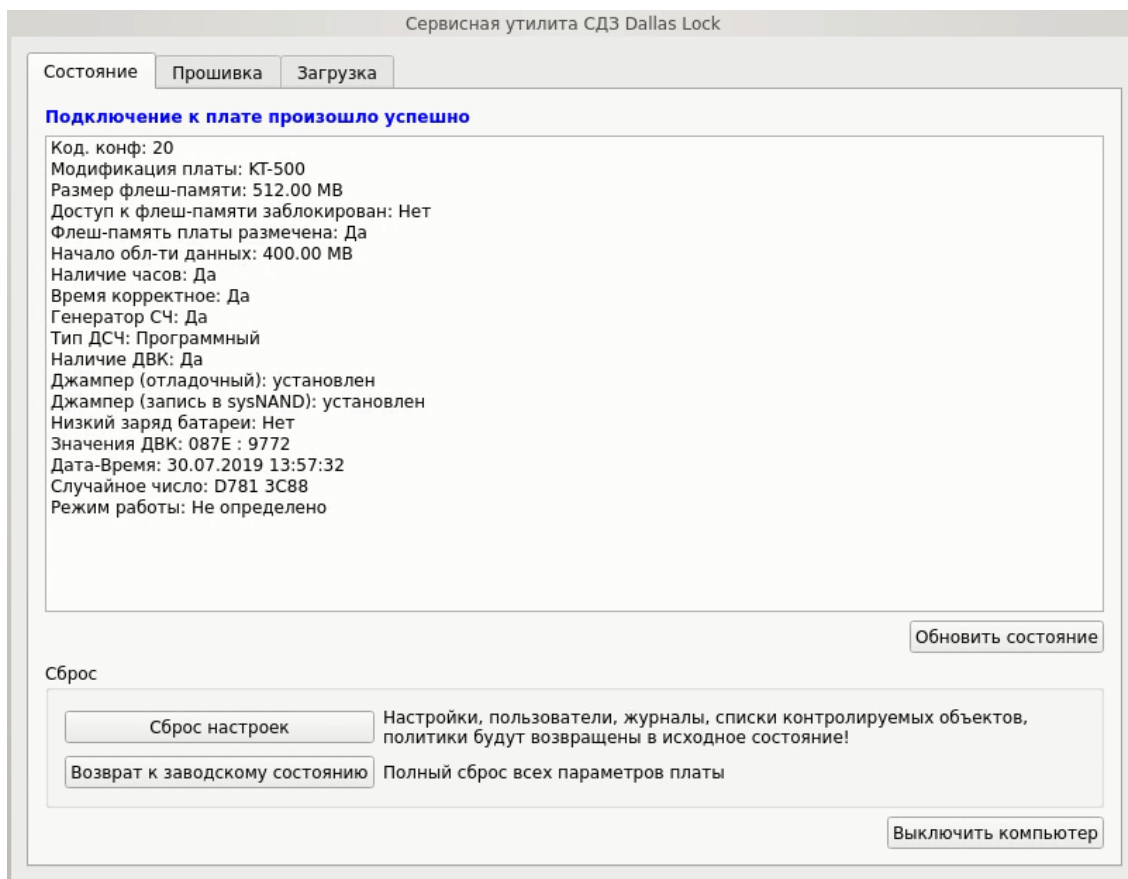 Сервисная утилита СДЗ Dallas Lock
Состояние
Прошивка
Загрузка
Подключение к плате произошло успешно
Код. конф: 20
Модификация платы: KT-500
Размер флеш-памяти: 512.00 MB
Доступ к флеш-памяти заблокирован: Нет
Флеш-память платы размечена: Да
Начало обл-ти данных: 400.00 MB
Наличие часов: Да
Время корректное: Да
Генератор СЧ: Да
Тип ДСЧ: Программный
Наличие ДВК: Да
Джампер (отладочный): установлен
Джампер (запись в sysNAND): установлен
Низкий заряд батареи: Нет
Значения ДВК: 087E : 9772
Дата-Время: 30.07.2019 13:57:32
Случайное число: D781 3C88
Режим работы: Не определено
Обновить состояние
Сброс
Сброс настроек
Настройки, пользователи, журналы, списки контролируемых объектов,
политики будут возвращены в исходное состояние!
Возврат к заводскому состоянию
Полный сброс всех параметров платы
Выключить компьютер